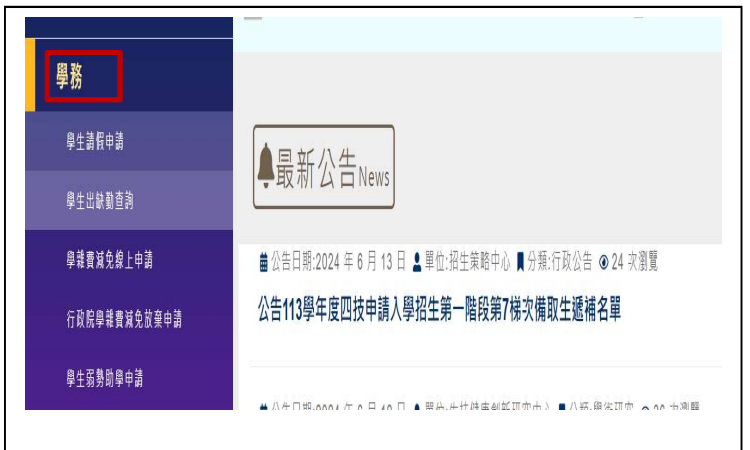 學務
學生請假申請
學生出缺勤查詢
學雜費減免線上申請
行政院學雜費減免放棄申請
學生弱勢助學申請
最新公告News
公告日期:2024 年 6 月 13 日 單位:招生策略中心 分類:行政公告 24 次瀏覽
公告113學年度四技申請入學招生第一階段第7梯次備取生遞補名單